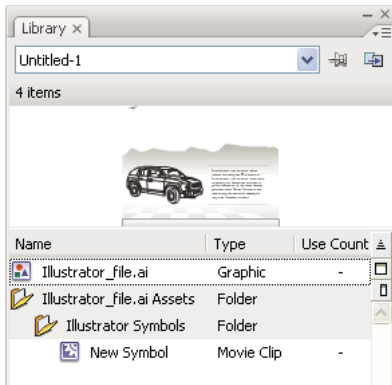 Library
Untitled-1
4 items
Name Type Use Count
Illustrator_file.ai Graphic -
Illustrator_file.ai Assets Folder
Illustrator Symbols Folder
New Symbol Movie Clip -